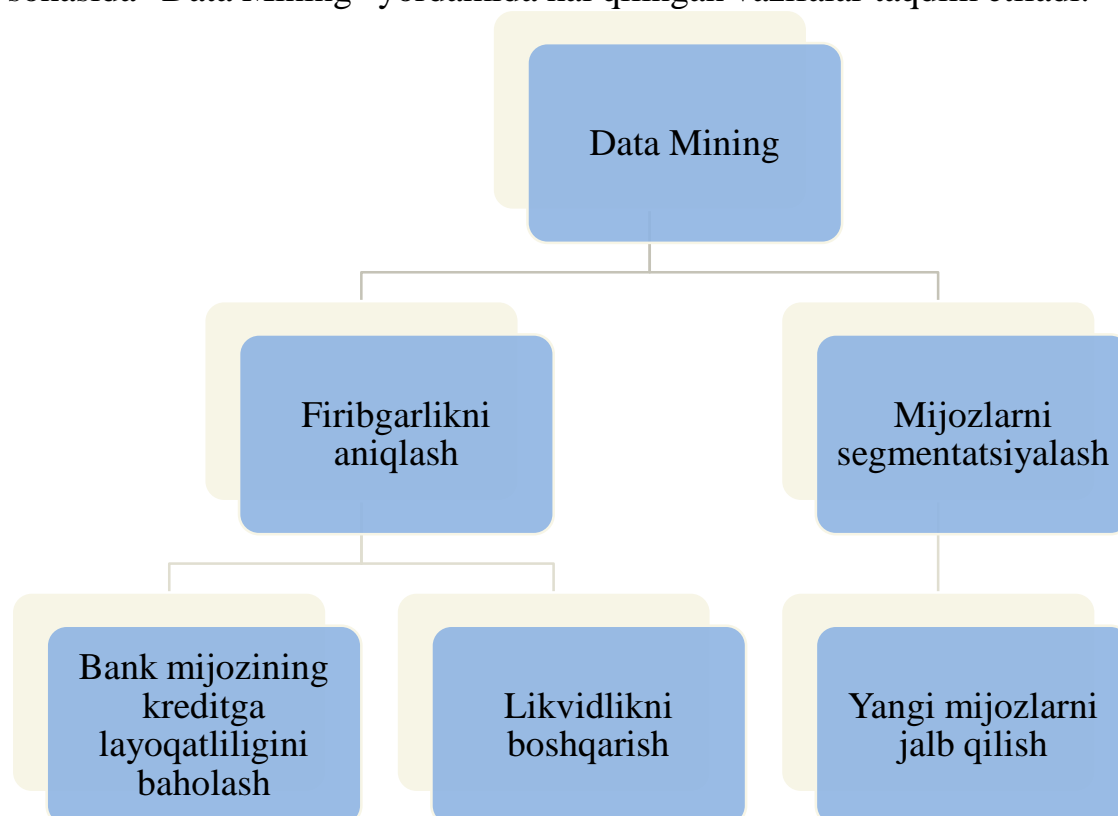 Data Mining
Firibgarlikni
aniqlash
Mijozlarni
segmentatsiyalash
Bank mijozining
kreditga
layoqatliligini
baholash
Likvidlikni
boshqarish
Yangi mijozlarni
jalb qilish